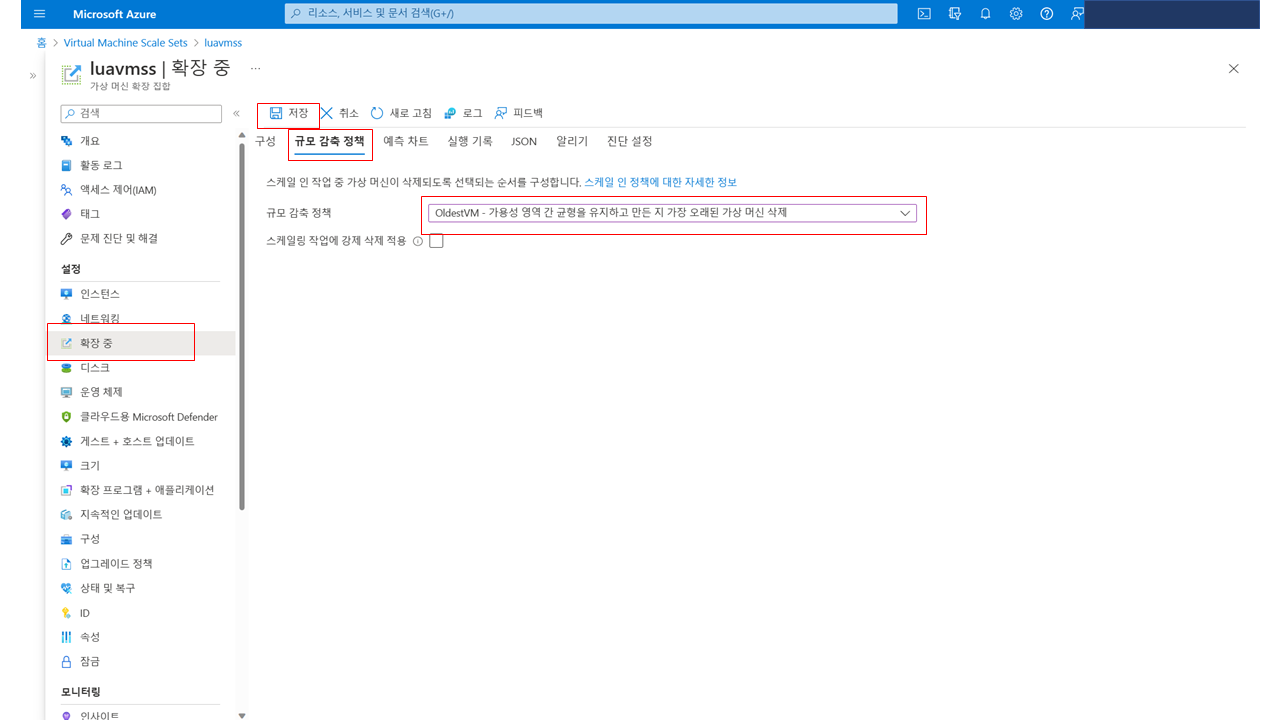 Microsoft Azure
리소스, 서비스 및 문서 검색(G+/)
홈 > Virtual Machine Scale Sets > luavmss
luavmss | 확장 중 ...
가상 머신 확장 집합
검색
저장 취소 새로 고침 로그 피드백
구성 규모 감축 정책 예측 차트 실행 기록 JSON 알리기 진단 설정
스케일 인 작업 중 가상 머신이 삭제되도록 선택되는 순서를 구성합니다. 스케일 인 정책에 대한 자세한 정보
규모 감축 정책 OldestVM - 가용성 영역 간 균형을 유지하고 만든 지 가장 오래된 가상 머신 삭제
스케일링 작업에 강제 삭제 적용
개요
활동 로그
액세스 제어(IAM)
태그
문제 진단 및 해결
설정
인스턴스
네트워킹
확장 중
디스크
운영 체제
클라우드용 Microsoft Defender
게스트 + 호스트 업데이트
크기
확장 프로그램 + 애플리케이션
지속적인 업데이트
구성
업그레이드 정책
상태 및 복구
ID
속성
잠금
모니터링
인사이트